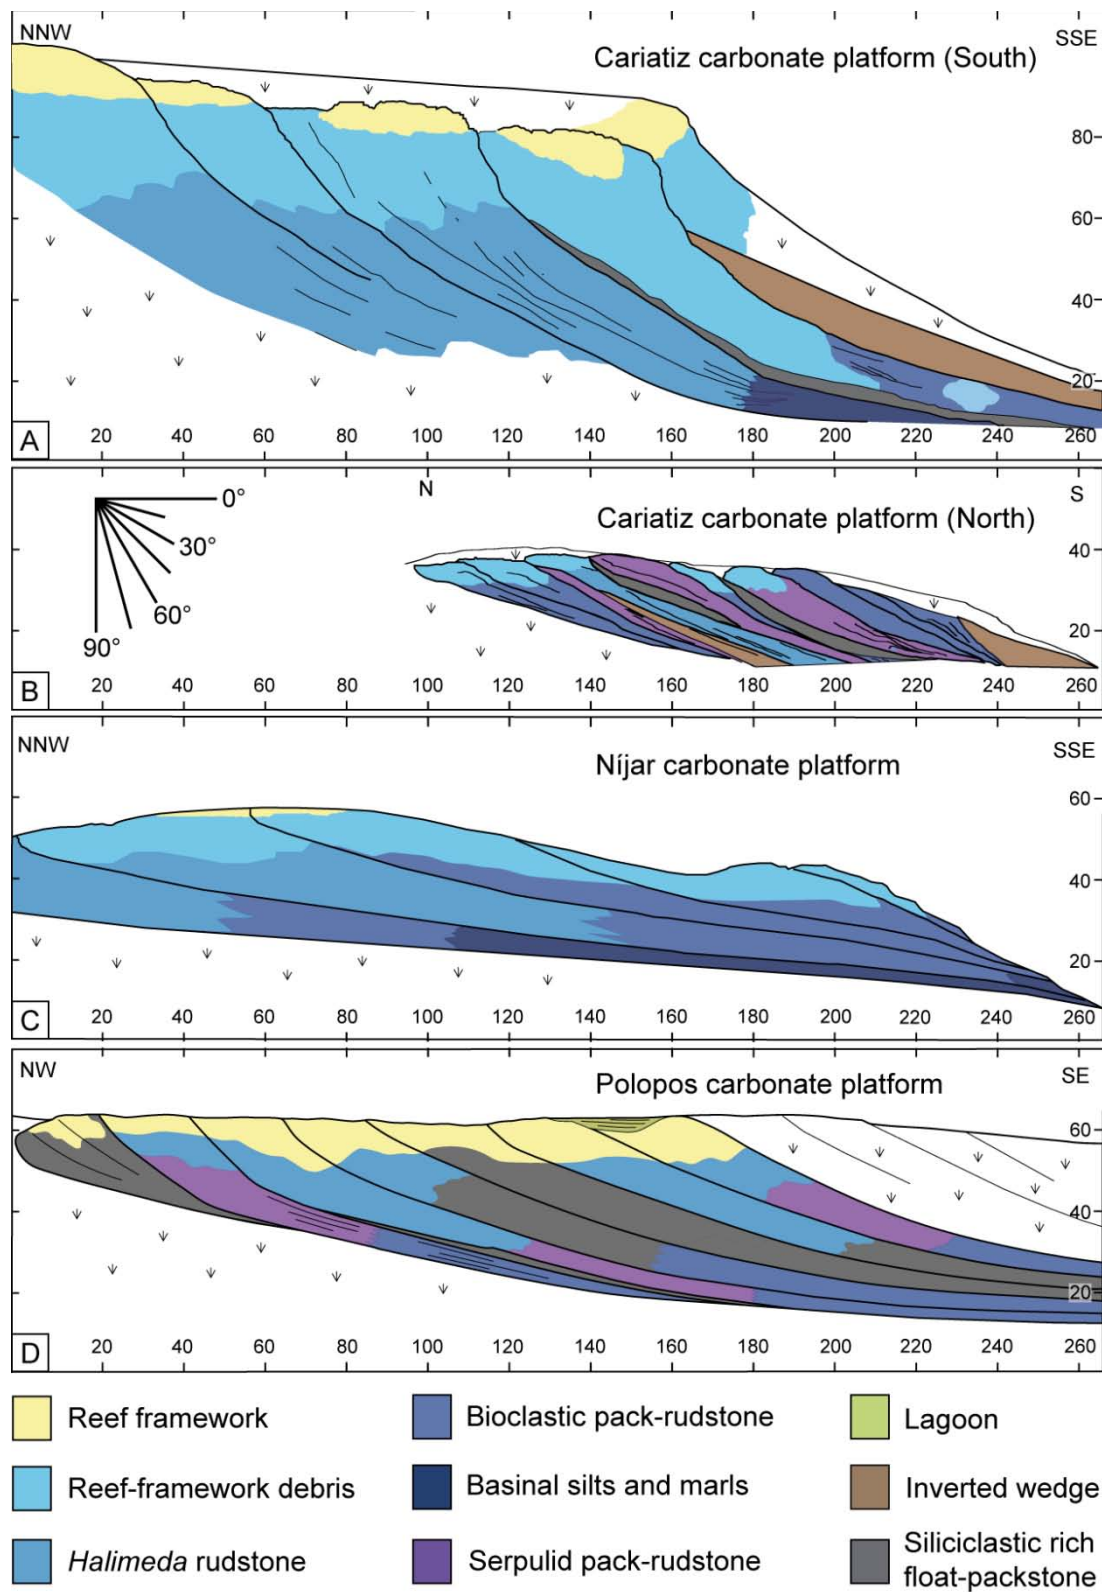 NNW
SSE
Cariatiz carbonate platform (South)
80
60
40
20
A
20 40 60 80 100 120 140 160 180 200 220 240 260
N
S
0°
30°
60°
90°
Cariatiz carbonate platform (North)
40
20
B
20 40 60 80 100 120 140 160 180 200 220 240 260
NNW
SSE
Níjar carbonate platform
60
40
20
C
20 40 60 80 100 120 140 160 180 200 220 240 260
NW
SE
Polopos carbonate platform
60
40
20
D
20 40 60 80 100 120 140 160 180 200 220 240 260
Reef framework
Bioclastic pack-rudstone
Lagoon
Reef-framework debris
Basinal silts and marls
Inverted wedge
Halimeda rudstone
Serpulid pack-rudstone
Siliciclastic rich
float-packstone